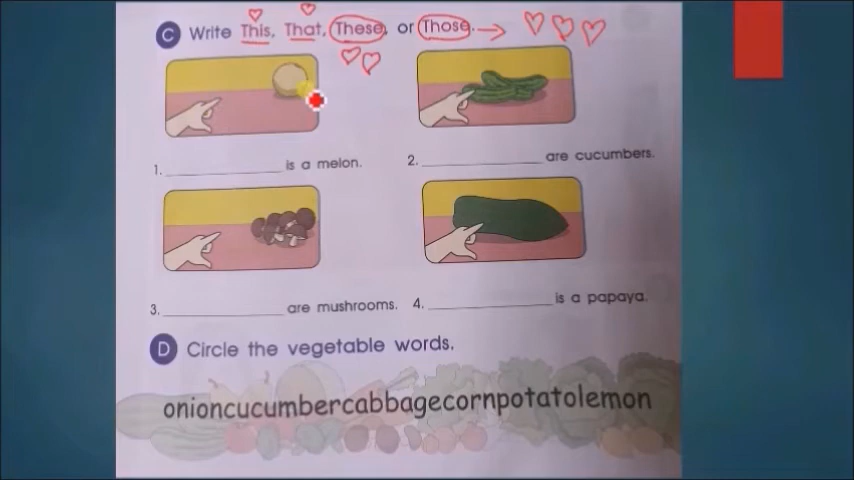 C Write This, That, These, or Those.
1. ____________ is a melon. 2. ____________ are cucumbers.
3. ____________ are mushrooms. 4. ____________ is a papaya.
D Circle the vegetable words.
onioncucumbercabbagecornpotatolemon